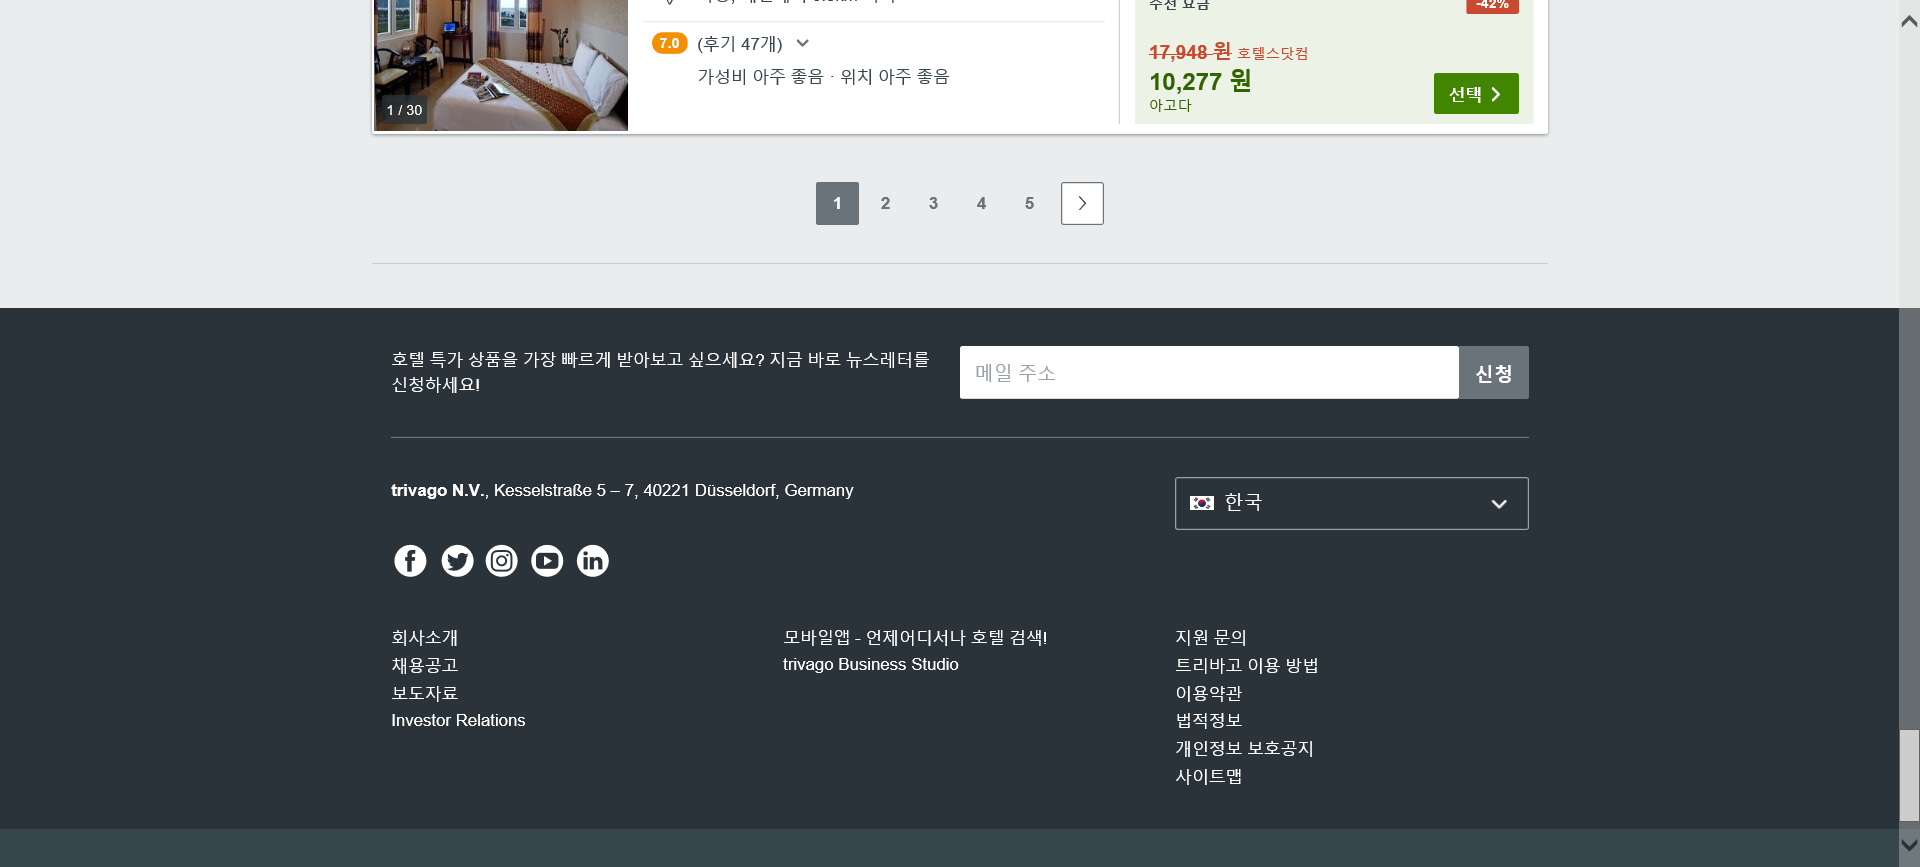 추천 요금
-42%
7.0 (후기 47개)
가성비 아주 좋음 · 위치 아주 좋음
17,948 원 호텔스닷컴
10,277 원
아고다
선택
1 / 30
1 2 3 4 5
호텔 특가 상품을 가장 빠르게 받아보고 싶으세요? 지금 바로 뉴스레터를
신청하세요!
메일 주소
신청
trivago N.V., Kesselstraße 5 – 7, 40221 Düsseldorf, Germany
한국
회사소개
채용공고
보도자료
Investor Relations
모바일앱 - 언제어디서나 호텔 검색!
trivago Business Studio
지원 문의
트리바고 이용 방법
이용약관
법적정보
개인정보 보호공지
사이트맵